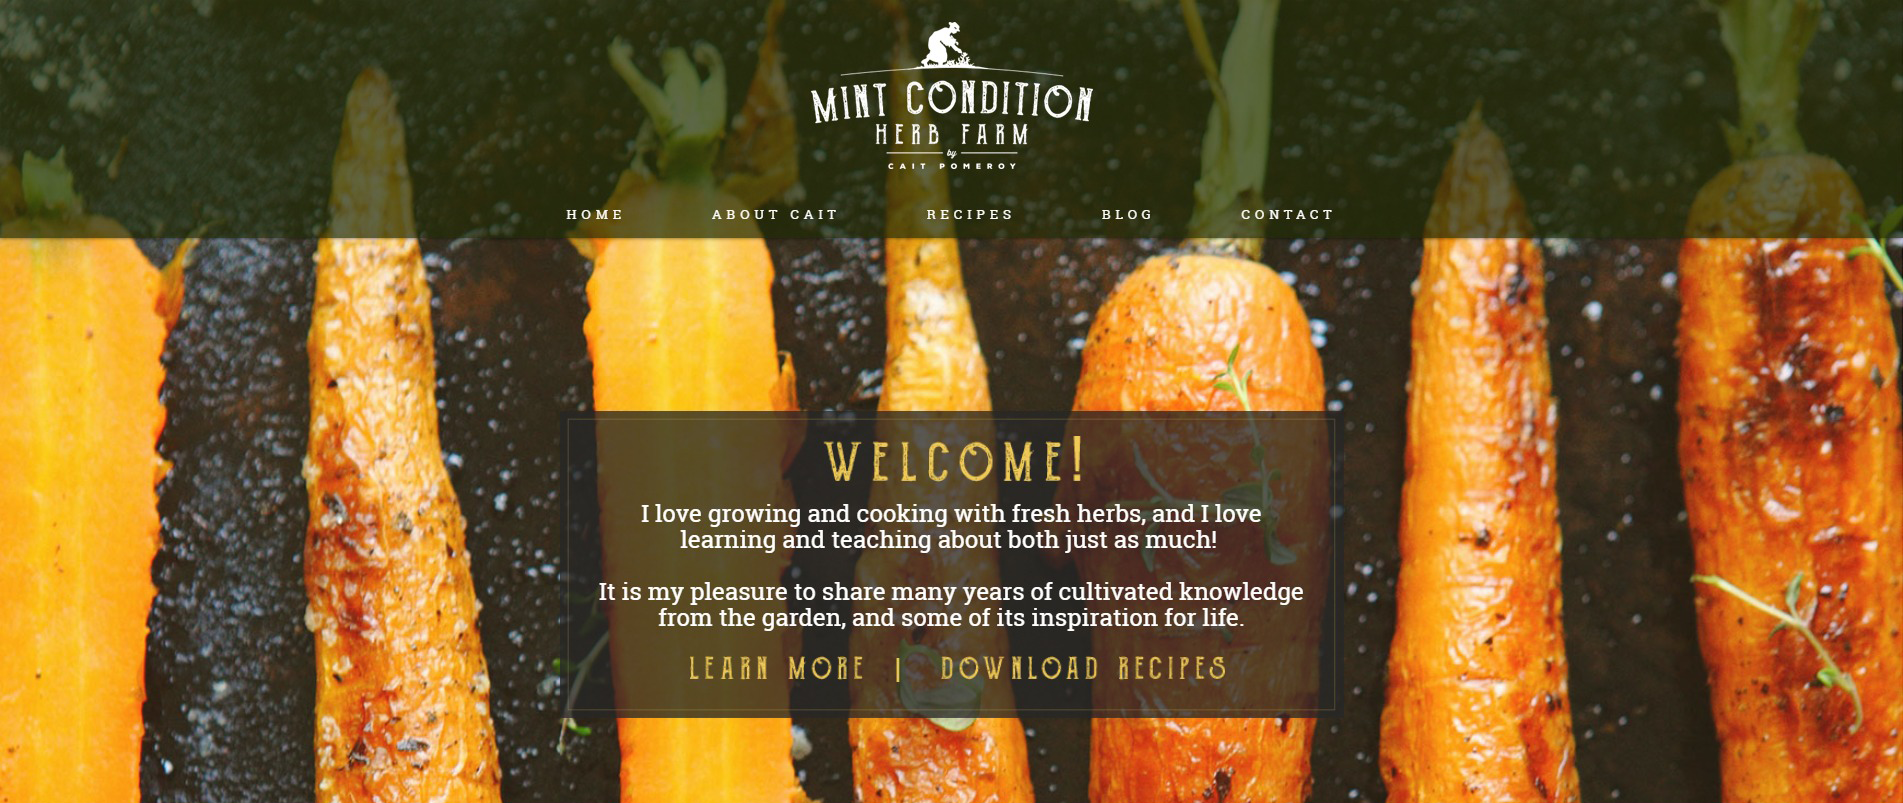 MINT CONDITION
HERB FARM
by
CAIT POMEROY
HOME ABOUT CAIT RECIPES BLOG CONTACT
WELCOME!
I love growing and cooking with fresh herbs, and I love
learning and teaching about both just as much!
It is my pleasure to share many years of cultivated knowledge
from the garden, and some of its inspiration for life.
LEARN MORE | DOWNLOAD RECIPES